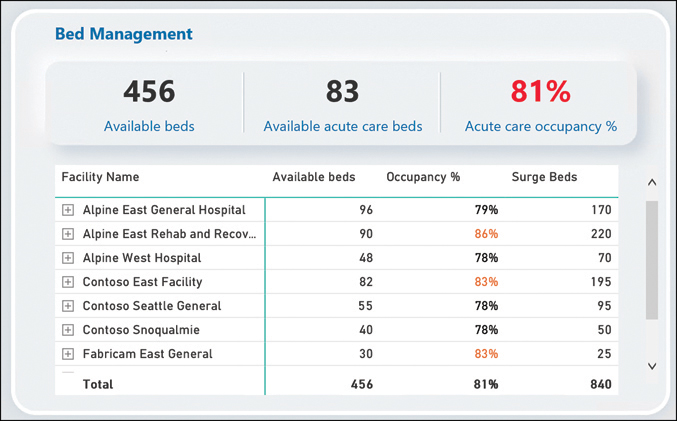 Bed Management
456 83 81%
Available beds Available acute care beds Acute care occupancy %
Facility Name Available beds Occupancy % Surge Beds
Alpine East General Hospital 96 79% 170
Alpine East Rehab and Recov... 90 86% 220
Alpine West Hospital 48 78% 70
Contoso East Facility 82 83% 195
Contoso Seattle General 55 78% 95
Contoso Snoqualmie 40 78% 50
Fabricam East General 30 83% 25
Total 456 81% 840